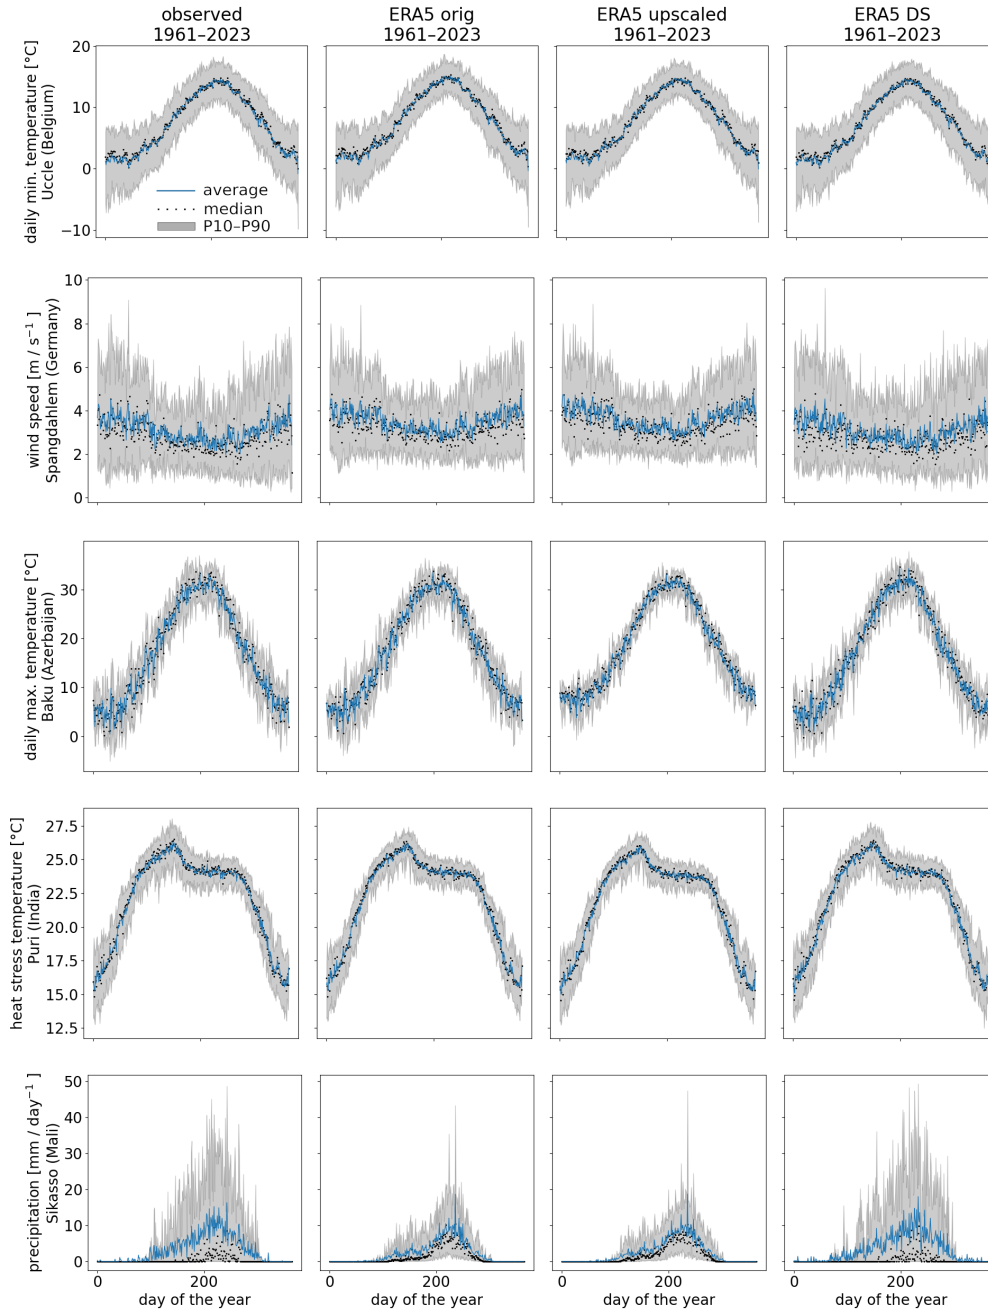 observed
1961–2023
ERA5 orig
1961–2023
ERA5 upscaled
1961–2023
ERA5 DS
1961–2023
daily min. temperature [°C]
Uccle (Belgium)
20
10
0
−10
average
median
P10–P90
wind speed [m / s⁻¹ ]
Spangdahlem (Germany)
10
8
6
4
2
0
daily max. temperature [°C]
Baku (Azerbaijan)
30
20
10
0
heat stress temperature [°C]
Puri (India)
27.5
25.0
22.5
20.0
17.5
15.0
12.5
precipitation [mm / day⁻¹ ]
Sikasso (Mali)
50
40
30
20
10
0
0 200
0 200
0 200
0 200
day of the year
day of the year
day of the year
day of the year